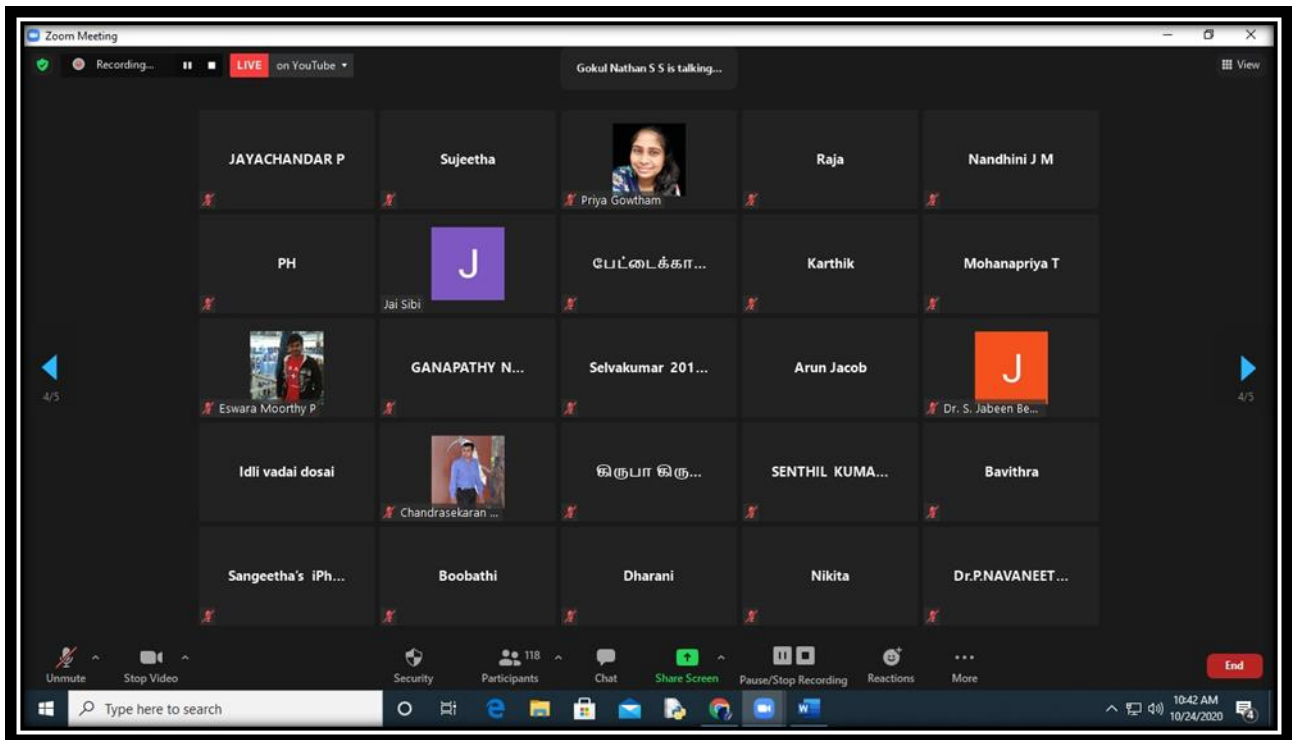 Zoom Meeting
Recording... LIVE on YouTube Gokul Nathan S S is talking... View
JAYACHANDAR P Sujeetha Priya Gowtham Raja Nandhini J M
PH J Jai Sibi பேட்டைக்கா... Karthik Mohanapriya T
4/5 Eswara Moorthy P GANAPATHY N... Selvakumar 201... Arun Jacob J Dr. S. Jabeen Be... 4/5
Idli vadai dosai Chandrasekaran ... கிருபா கிரு... SENTHIL KUMA... Bavithra
Sangeetha's iPh... Boobathi Dharani Nikita Dr.P.NAVANEET...
Unmute Stop Video Security 118 Participants Chat Share Screen Pause/Stop Recording Reactions More End
Type here to search 10:42 AM
10/24/2020 4